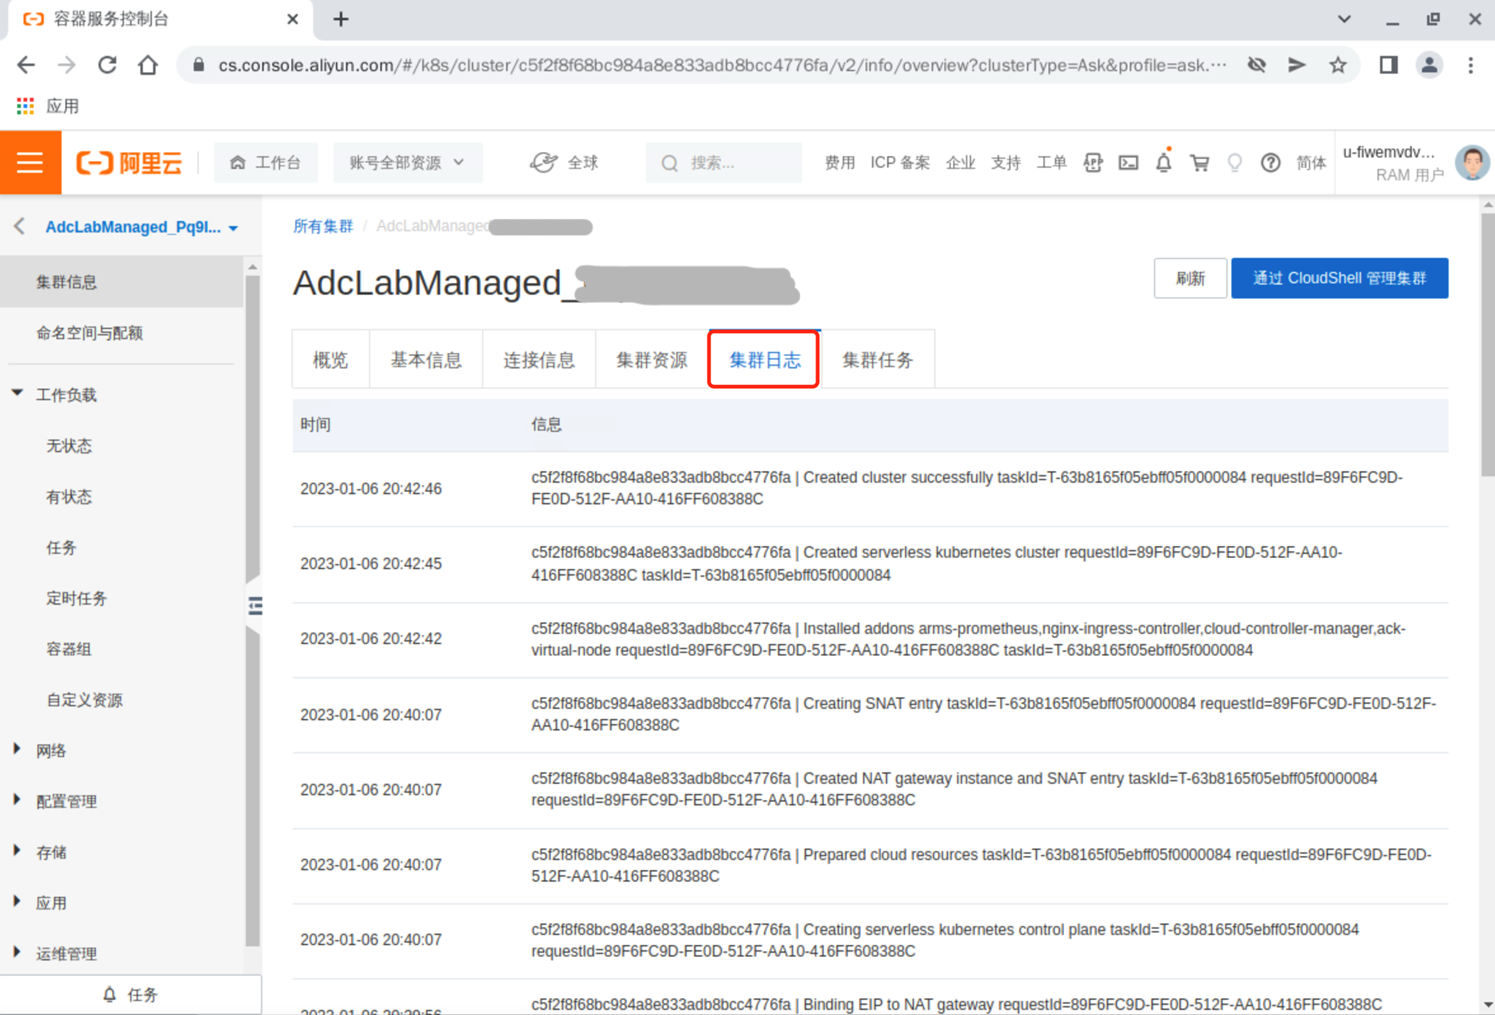 容器服务控制台
cs.console.aliyun.com/#/k8s/cluster/c5f2f8f68bc984a8e833adb8bcc4776fa/v2/info/overview?clusterType=Ask&profile=ask.···
应用
阿里云
工作台
账号全部资源
全球
搜索...
费用
ICP 备案
企业
支持
工单
简体
u-fiwemvdv...
RAM 用户
AdcLabManaged_Pq9I...
所有集群 / AdcLabManaged
AdcLabManaged_
刷新
通过 CloudShell 管理集群
集群信息
命名空间与配额
工作负载
无状态
有状态
任务
定时任务
容器组
自定义资源
网络
配置管理
存储
应用
运维管理
任务
概览
基本信息
连接信息
集群资源
集群日志
集群任务
时间 信息
2023-01-06 20:42:46
c5f2f8f68bc984a8e833adb8bcc4776fa | Created cluster successfully taskId=T-63b8165f05ebff05f0000084 requestId=89F6FC9D-
FE0D-512F-AA10-416FF608388C
2023-01-06 20:42:45
c5f2f8f68bc984a8e833adb8bcc4776fa | Created serverless kubernetes cluster requestId=89F6FC9D-FE0D-512F-AA10-
416FF608388C taskId=T-63b8165f05ebff05f0000084
2023-01-06 20:42:42
c5f2f8f68bc984a8e833adb8bcc4776fa | Installed addons arms-prometheus,nginx-ingress-controller,cloud-controller-manager,ack-
virtual-node requestId=89F6FC9D-FE0D-512F-AA10-416FF608388C taskId=T-63b8165f05ebff05f0000084
2023-01-06 20:40:07
c5f2f8f68bc984a8e833adb8bcc4776fa | Creating SNAT entry taskId=T-63b8165f05ebff05f0000084 requestId=89F6FC9D-FE0D-512F-
AA10-416FF608388C
2023-01-06 20:40:07
c5f2f8f68bc984a8e833adb8bcc4776fa | Created NAT gateway instance and SNAT entry taskId=T-63b8165f05ebff05f0000084
requestId=89F6FC9D-FE0D-512F-AA10-416FF608388C
2023-01-06 20:40:07
c5f2f8f68bc984a8e833adb8bcc4776fa | Prepared cloud resources taskId=T-63b8165f05ebff05f0000084 requestId=89F6FC9D-FE0D-
512F-AA10-416FF608388C
2023-01-06 20:40:07
c5f2f8f68bc984a8e833adb8bcc4776fa | Creating serverless kubernetes control plane taskId=T-63b8165f05ebff05f0000084
requestId=89F6FC9D-FE0D-512F-AA10-416FF608388C
2023-01-06 20:39:56
c5f2f8f68bc984a8e833adb8bcc4776fa | Binding EIP to NAT gateway requestId=89F6FC9D-FE0D-512F-AA10-416FF608388C